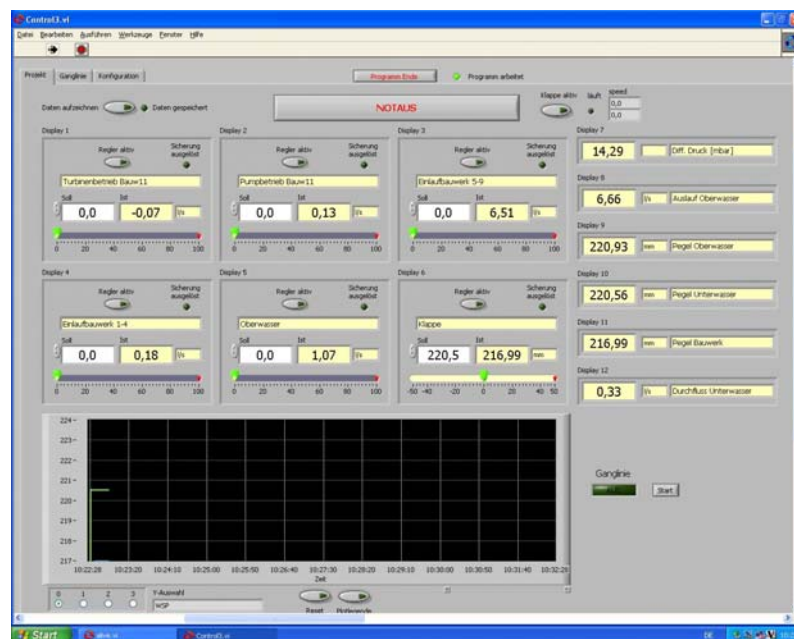 Control3.vi
Datei Bearbeiten Ausführen Werkzeuge Fenster Hilfe
Projekt Ganglinie Konfiguration
Programm Ende
Programm arbeitet
Daten aufzeichnen
Daten gespeichert
NOTAUS
Klappe aktiv
läuft
speed
0,0
0,0
Display 1
Regler aktiv
Sicherung ausgelöst
Turbinenbetrieb Bauw11
Soll Ist
0,0 -0,07 l/s
0 20 40 60 80 100
Display 2
Regler aktiv
Sicherung ausgelöst
Pumpbetrieb Bauw11
Soll Ist
0,0 0,13 l/s
0 20 40 60 80 100
Display 3
Regler aktiv
Sicherung ausgelöst
Einlaufbauwerk 5-9
Soll Ist
0,0 6,51 l/s
0 20 40 60 80 100
Display 4
Regler aktiv
Sicherung ausgelöst
Einlaufbauwerk 1-4
Soll Ist
0,0 0,18 l/s
0 20 40 60 80 100
Display 5
Regler aktiv
Sicherung ausgelöst
Oberwasser
Soll Ist
0,0 1,07 l/s
0 20 40 60 80 100
Display 6
Regler aktiv
Sicherung ausgelöst
Klappe
Soll Ist
220,5 216,99 mm
-50 -40 -20 0 20 40 50
Display 7
14,29 Diff. Druck [mbar]
Display 8
6,66 l/s Auslauf Oberwasser
Display 9
220,93 mm Pegel Oberwasser
Display 10
220,56 mm Pegel Unterwasser
Display 11
216,99 mm Pegel Bauwerk
Display 12
0,33 l/s Durchfluss Unterwasser
Ganglinie
Start
224
223
222
221
220
219
218
217
10:22:28 10:23:20 10:24:10 10:25:00 10:25:50 10:26:40 10:27:30 10:28:20 10:29:10 10:30:00 10:30:50 10:31:40 10:32:28
Zeit
0 1 2 3
Y-Auswahl
WSP
Reset
Start
Control3.vi
DE